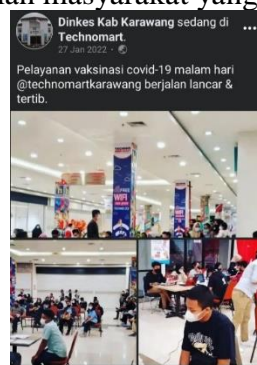 Dinkes Kab Karawang sedang di
Technomart.
27 Jan 2022
Pelayanan vaksinasi covid-19 malam hari
@technomartkarawang berjalan lancar &
tertib.
WIFI